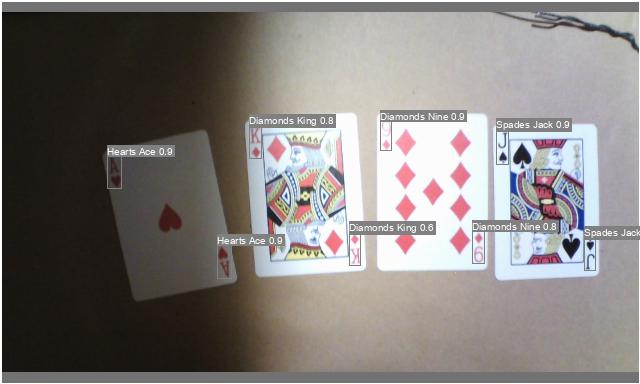 Diamonds King 0.8
Diamonds Nine 0.9
Spades Jack 0.9
Hearts Ace 0.9
K
9
J
A
Diamonds King 0.6
Diamonds Nine 0.8
Spades Jack
Hearts Ace 0.9
K
9
J
A